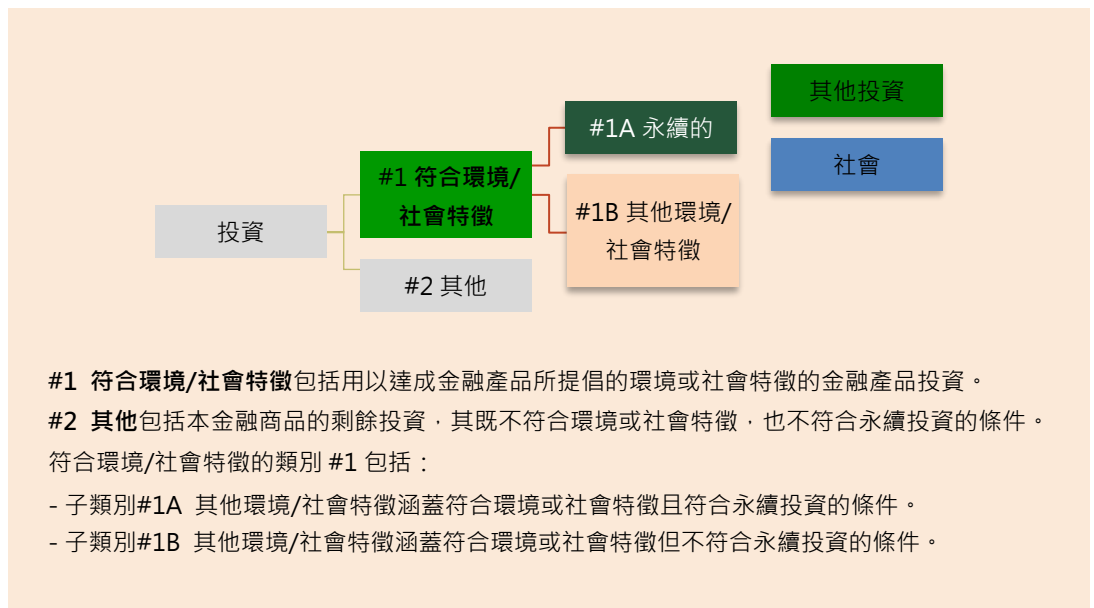 其他投資
#1A 永續的
社會
#1 符合環境/
社會特徵
#1B 其他環境/
社會特徵
投資
#2 其他
#1 符合環境/社會特徵包括用以達成金融產品所提倡的環境或社會特徵的金融產品投資。
#2 其他包括本金融商品的剩餘投資，其既不符合環境或社會特徵，也不符合永續投資的條件。
符合環境/社會特徵的類別 #1 包括：
- 子類別#1A 其他環境/社會特徵涵蓋符合環境或社會特徵且符合永續投資的條件。
- 子類別#1B 其他環境/社會特徵涵蓋符合環境或社會特徵但不符合永續投資的條件。